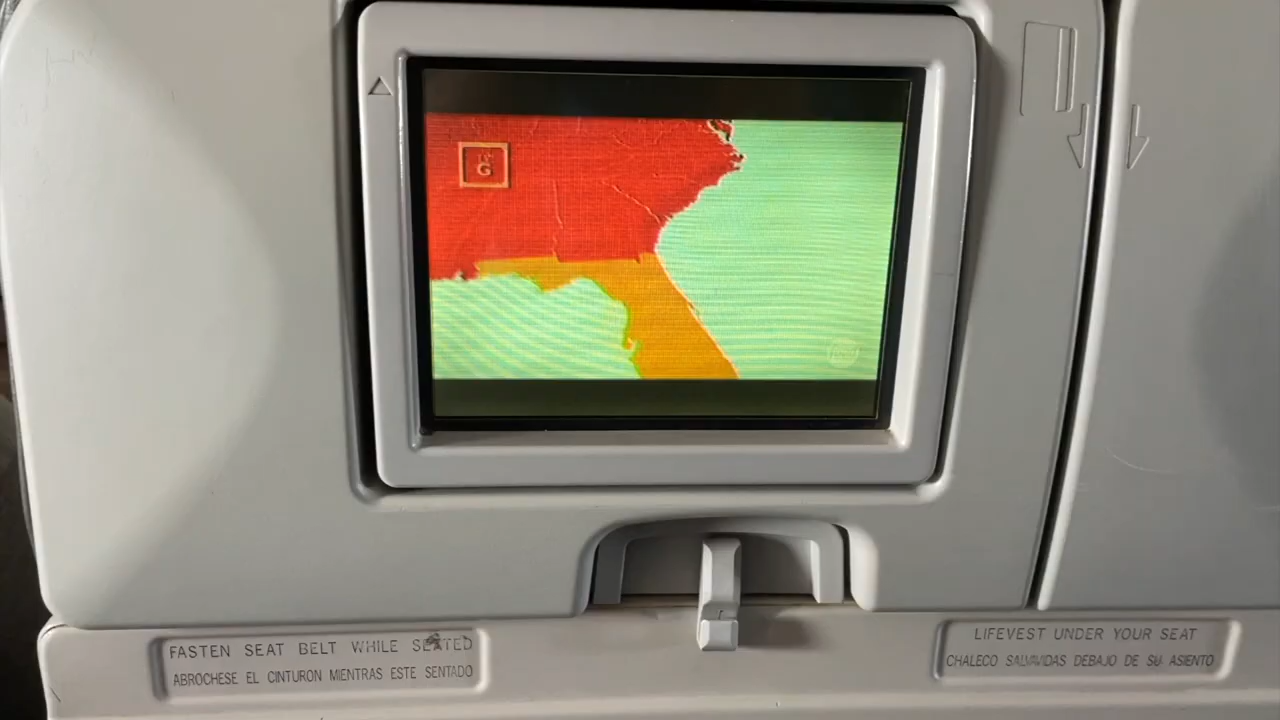 G
FASTEN SEAT BELT WHILE SEATED
ABROCHESE EL CINTURON MIENTRAS ESTE SENTADO
LIFEVEST UNDER YOUR SEAT
CHALECO SALVAVIDAS DEBAJO DE SU ASIENTO